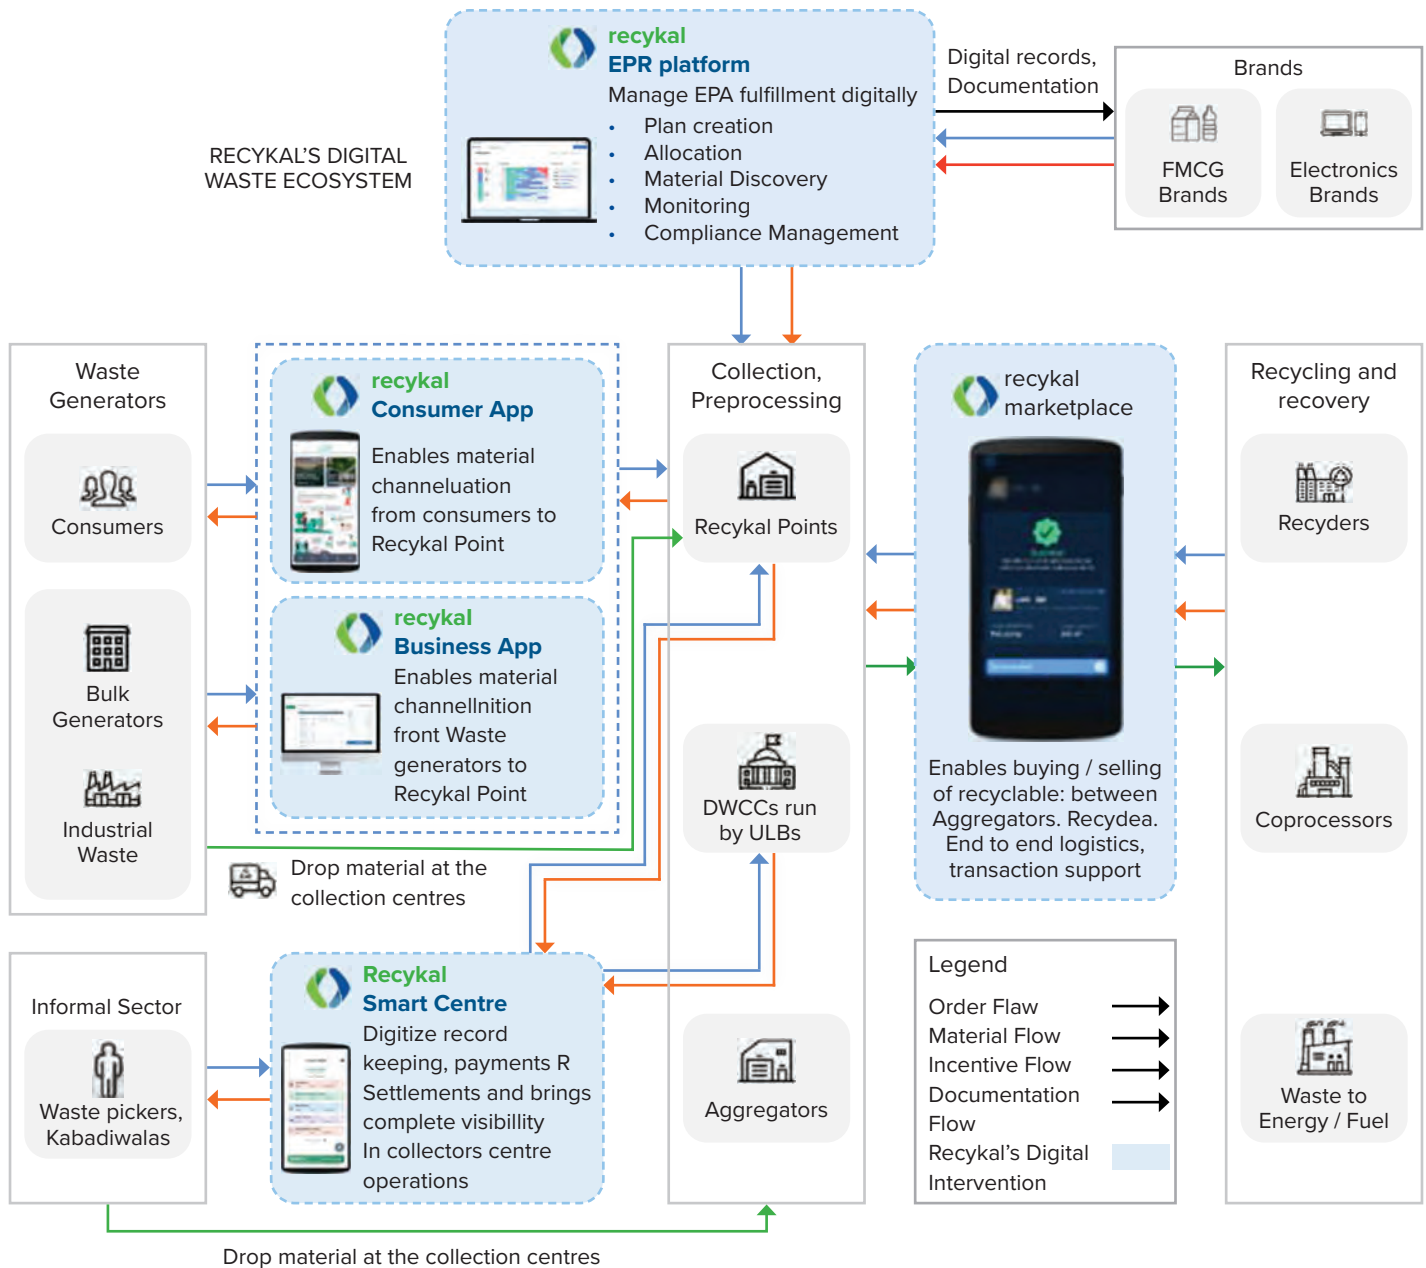 RECYKAL'S DIGITAL
WASTE ECOSYSTEM
recykal
EPR platform
Manage EPA fulfillment digitally
• Plan creation
• Allocation
• Material Discovery
• Monitoring
• Compliance Management
Digital records,
Documentation
Brands
FMCG
Brands
Electronics
Brands
Waste
Generators
Consumers
Bulk
Generators
Industrial
Waste
recykal
Consumer App
Enables material
channeluation
from consumers to
Recykal Point
recykal
Business App
Enables material
channellnition
front Waste
generators to
Recykal Point
Drop material at the
collection centres
Collection,
Preprocessing
Recykal Points
DWCCs run
by ULBs
Aggregators
recykal
marketplace
Enables buying / selling
of recyclable: between
Aggregators. Recydea.
End to end logistics,
transaction support
Recycling and
recovery
Recyders
Coprocessors
Waste to
Energy / Fuel
Informal Sector
Waste pickers,
Kabadiwalas
Recykal
Smart Centre
Digitize record
keeping, payments R
Settlements and brings
complete visibillity
In collectors centre
operations
Drop material at the collection centres
Legend
Order Flaw
Material Flow
Incentive Flow
Documentation
Flow
Recykal's Digital
Intervention